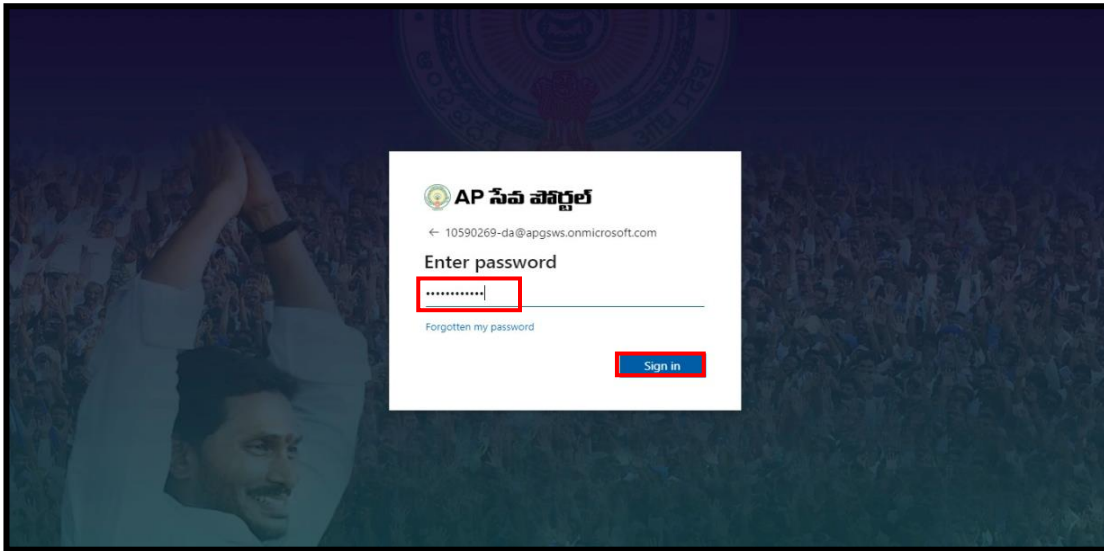 AP సేవ పోర్టల్
← 10590269-da@apgsws.onmicrosoft.com
Enter password
••••••••••••
Forgotten my password
Sign in